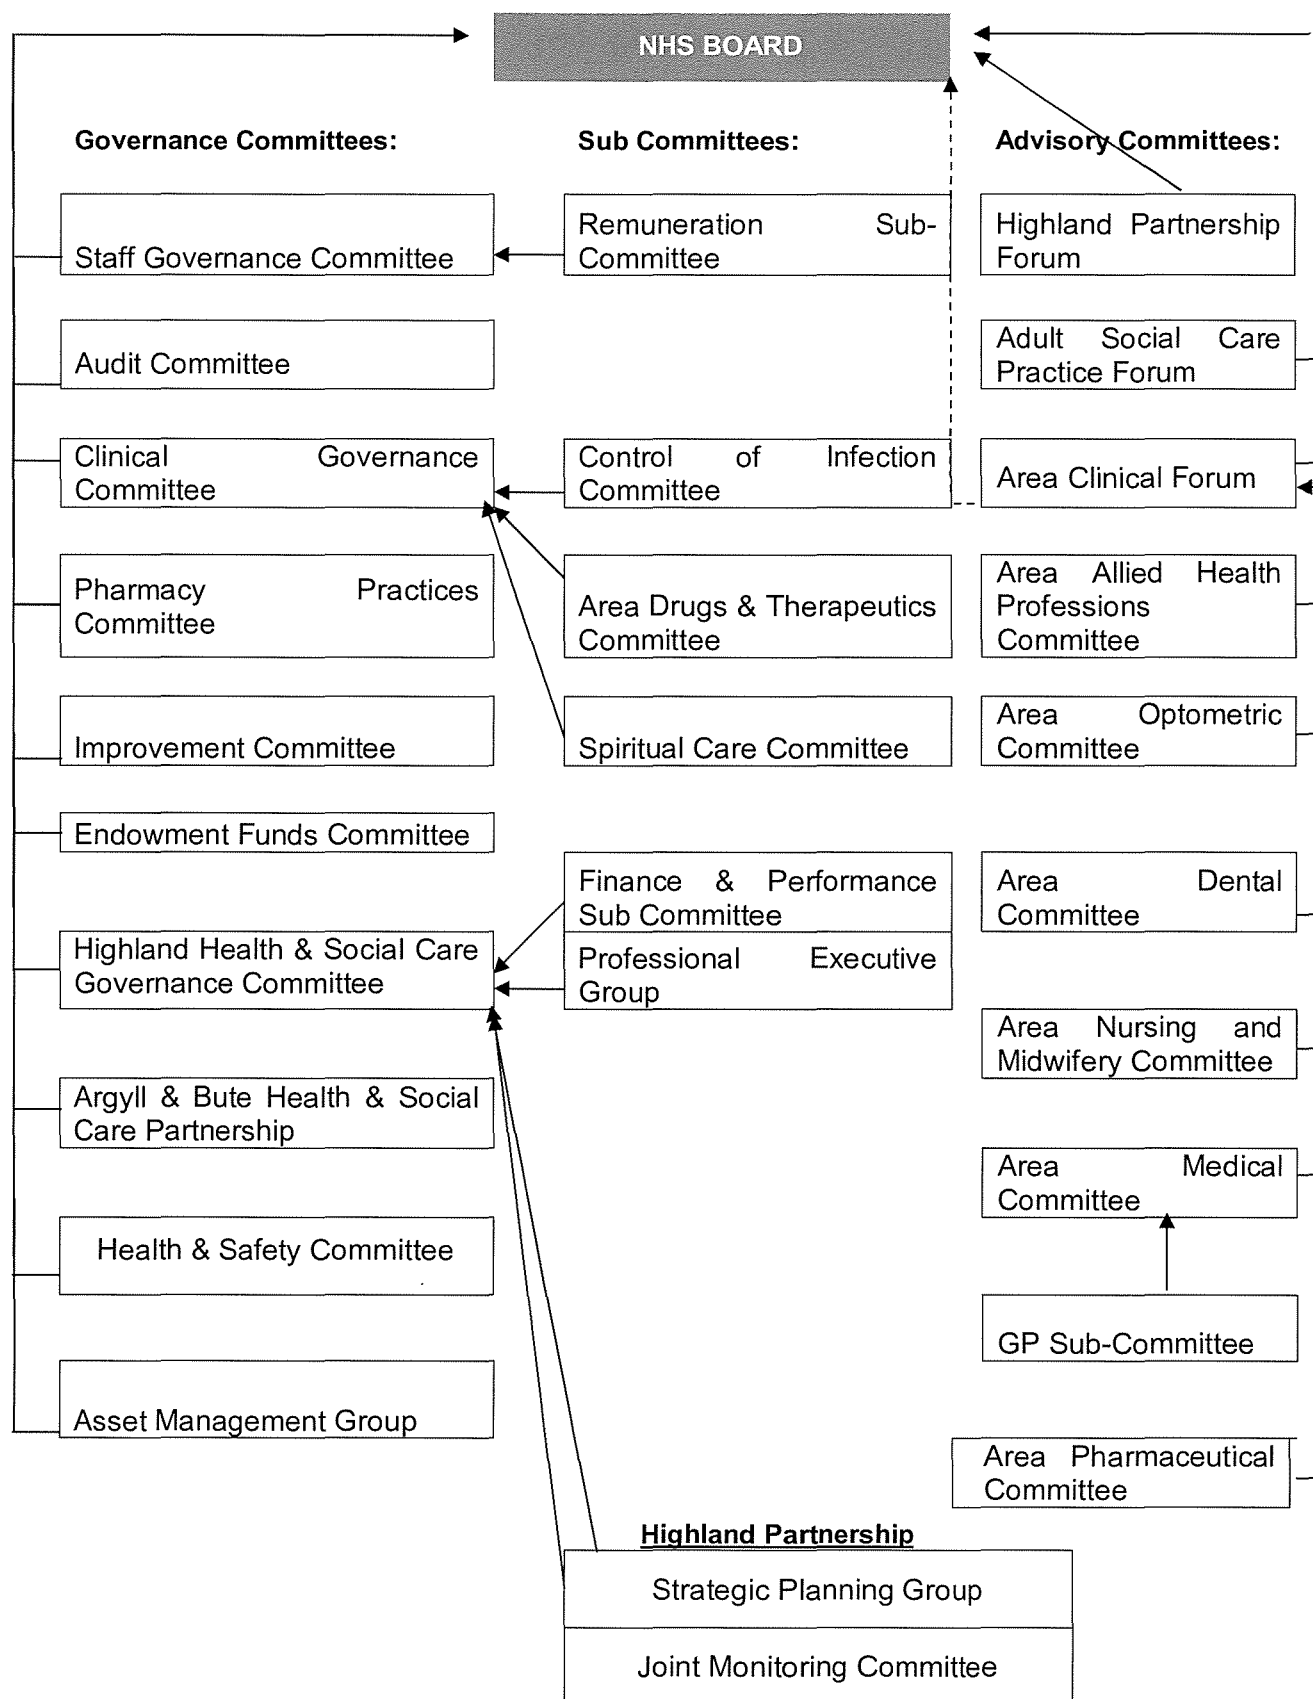 NHS BOARD
Governance Committees:
Sub Committees:
Advisory Committees:
Staff Governance Committee
Remuneration Sub-
Committee
Highland Partnership
Forum
Audit Committee
Adult Social Care
Practice Forum
Clinical Governance
Committee
Control of Infection
Committee
Area Clinical Forum
Pharmacy Practices
Committee
Area Drugs & Therapeutics
Committee
Area Allied Health
Professions
Committee
Improvement Committee
Spiritual Care Committee
Area Optometric
Committee
Endowment Funds Committee
Finance & Performance
Sub Committee
Area Dental
Committee
Highland Health & Social Care
Governance Committee
Professional Executive
Group
Area Nursing and
Midwifery Committee
Argyll & Bute Health & Social
Care Partnership
Area Medical
Committee
Health & Safety Committee
GP Sub-Committee
Asset Management Group
Area Pharmaceutical
Committee
Highland Partnership
Strategic Planning Group
Joint Monitoring Committee